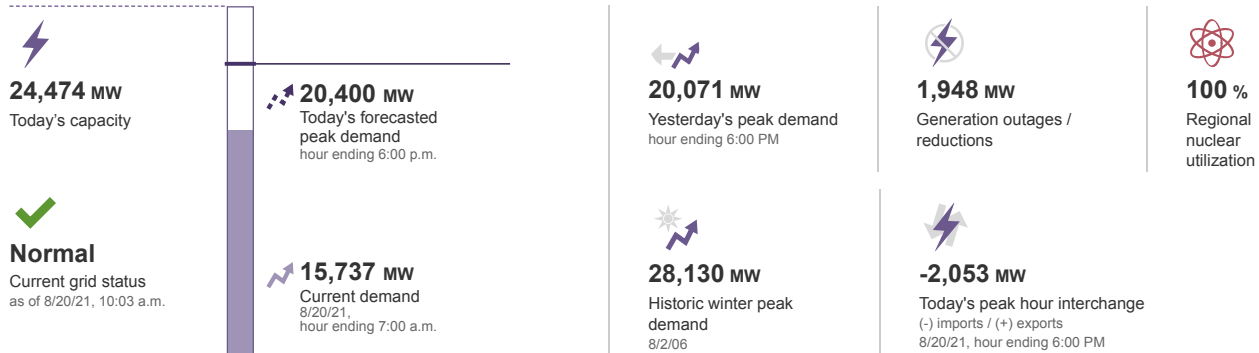 24,474 MW
Today's capacity
Normal
Current grid status
as of 8/20/21, 10:03 a.m.
20,400 MW
Today's forecasted
peak demand
hour ending 6:00 p.m.
15,737 MW
Current demand
8/20/21,
hour ending 7:00 a.m.
20,071 MW
Yesterday's peak demand
hour ending 6:00 PM
1,948 MW
Generation outages /
reductions
100 %
Regional
nuclear
utilization
28,130 MW
Historic winter peak
demand
8/2/06
-2,053 MW
Today's peak hour interchange
(-) imports / (+) exports
8/20/21, hour ending 6:00 PM